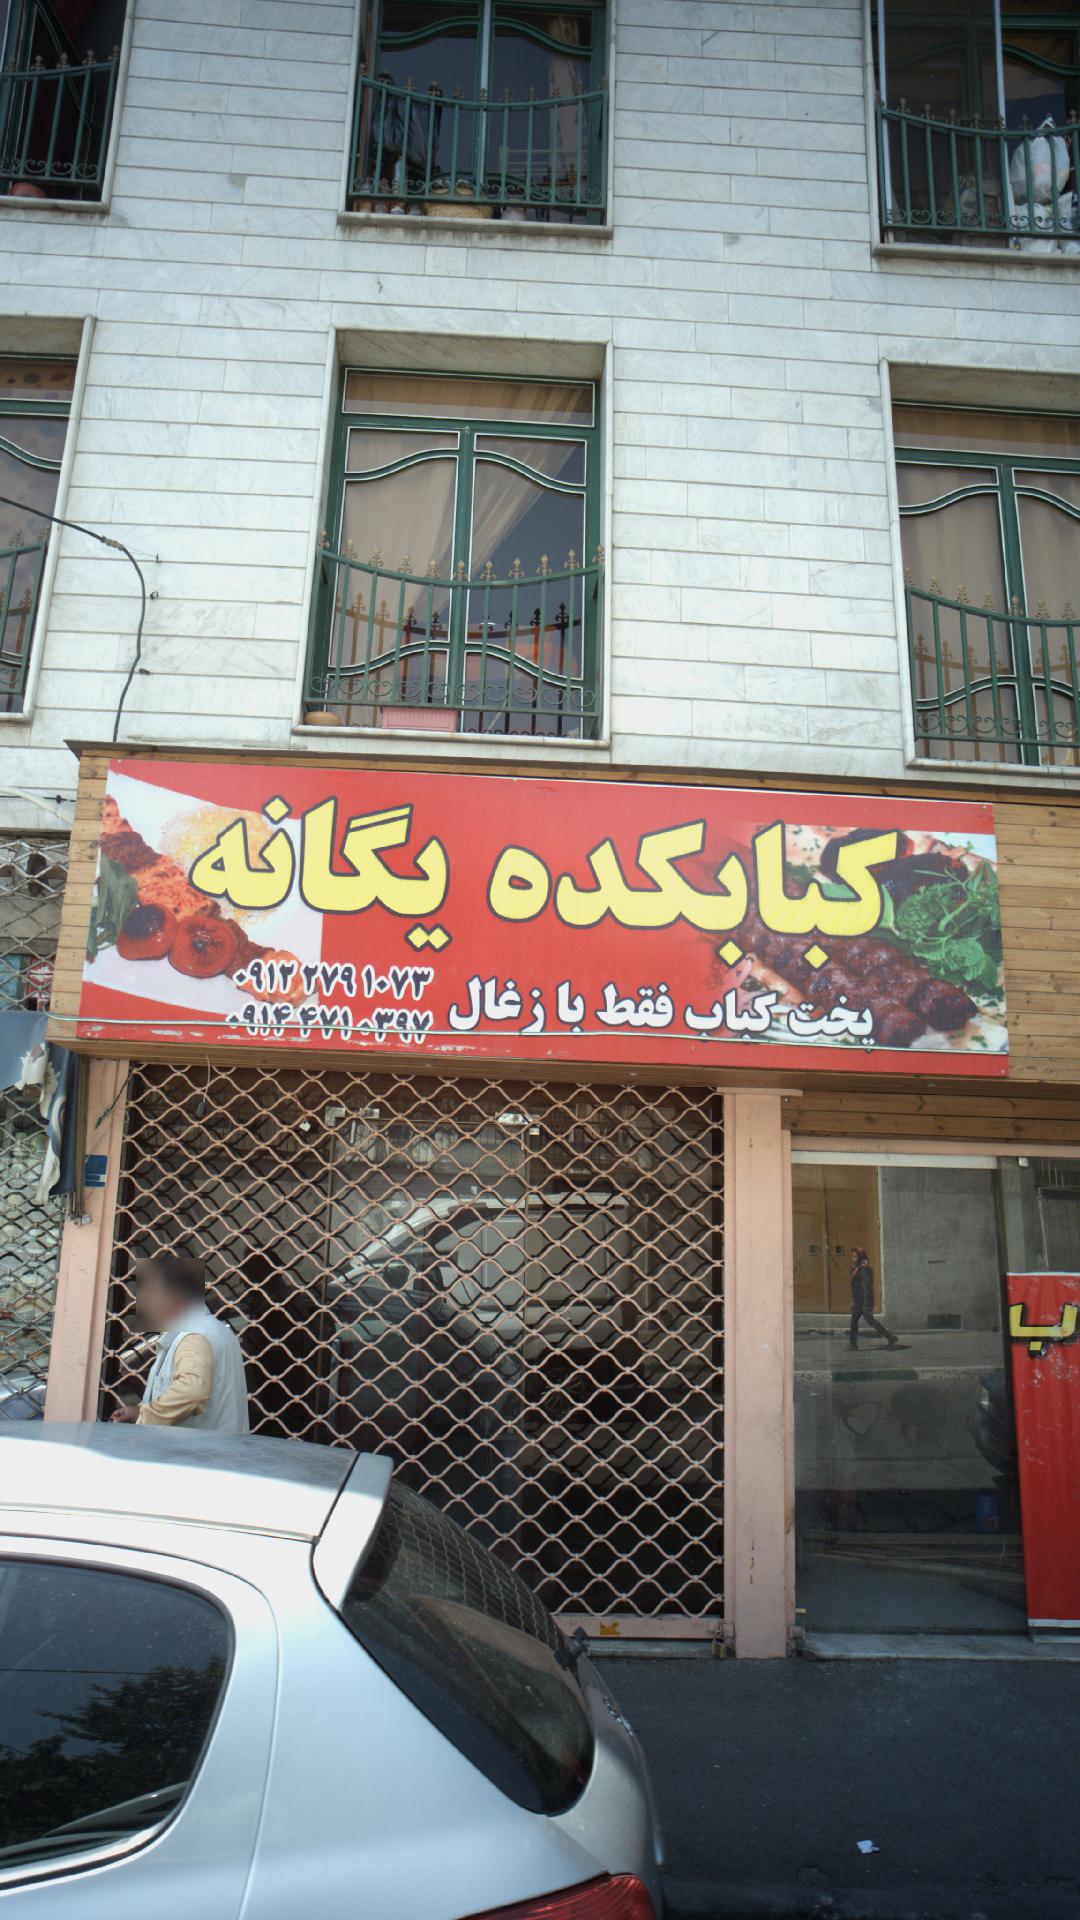 کبابکده یگانه
پخت کباب فقط با زغال
۰۹۱۲ ۲۷۹ ۱۰۷۳
۰۹۱۴ ۴۷۱ ۰۳۹۷
ب